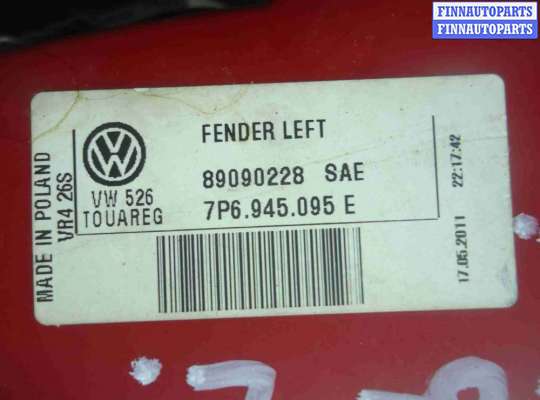 FINNAUTOPARTS
FINNAUTOPARTS
MADE IN POLAND
VR4 26S
VW 526
TOUAREG
FENDER LEFT
89090228 SAE
7P6.945.095 E
17.05.2011 22:17:42